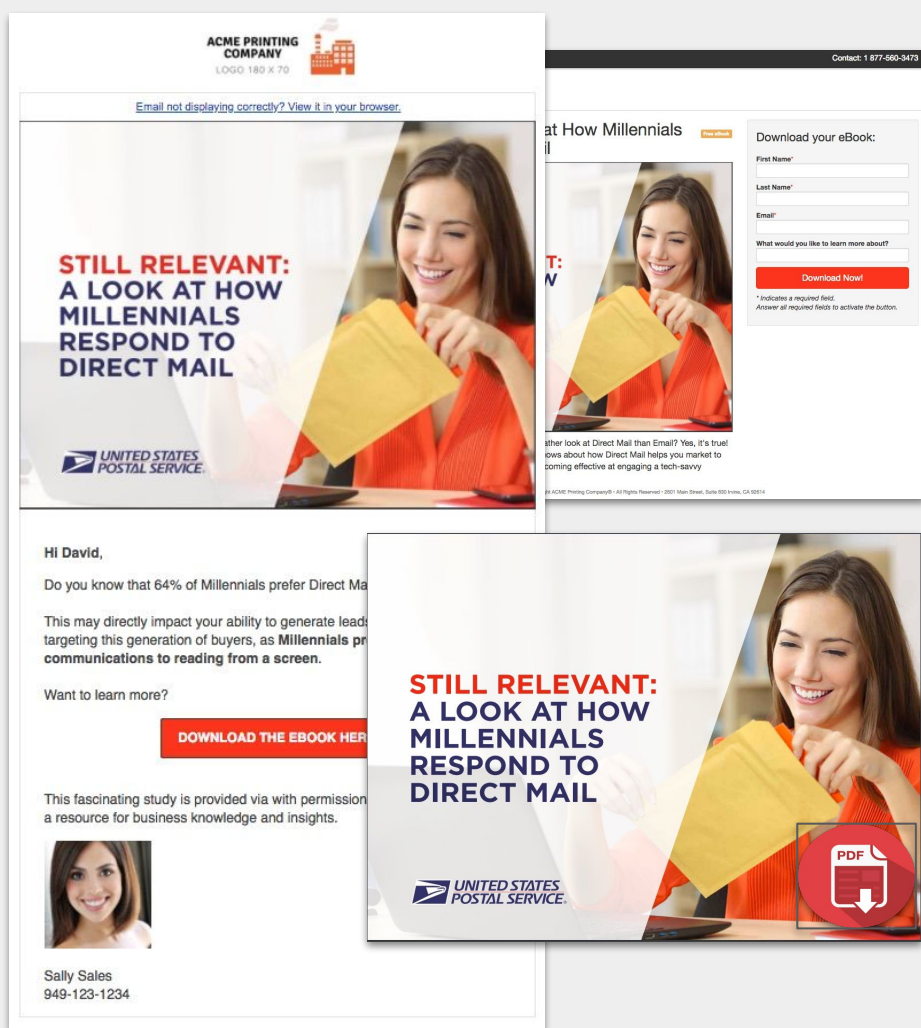 ACME PRINTING
COMPANY
LOGO 180 X 70
Email not displaying correctly? View it in your browser.
STILL RELEVANT:
A LOOK AT HOW
MILLENNIALS
RESPOND TO
DIRECT MAIL
UNITED STATES
POSTAL SERVICE.
Hi David,
Do you know that 64% of Millennials prefer Direct Ma
This may directly impact your ability to generate leads
targeting this generation of buyers, as Millennials pr
communications to reading from a screen.
Want to learn more?
DOWNLOAD THE EBOOK HER
This fascinating study is provided via with permission
a resource for business knowledge and insights.
Sally Sales
949-123-1234
Contact: 1 877-560-3473
at How Millennials
il
Free eBook
T:
W
ather look at Direct Mail than Email? Yes, it's true!
ows about how Direct Mail helps you market to
coming effective at engaging a tech-savvy
ht ACME Printing Company® • All Rights Reserved • 2601 Main Street, Suite 800 Irvine, CA 92614
Download your eBook:
First Name*
Last Name*
Email*
What would you like to learn more about?
Download Now!
* Indicates a required field.
Answer all required fields to activate the button.
STILL RELEVANT:
A LOOK AT HOW
MILLENNIALS
RESPOND TO
DIRECT MAIL
UNITED STATES
POSTAL SERVICE.
PDF